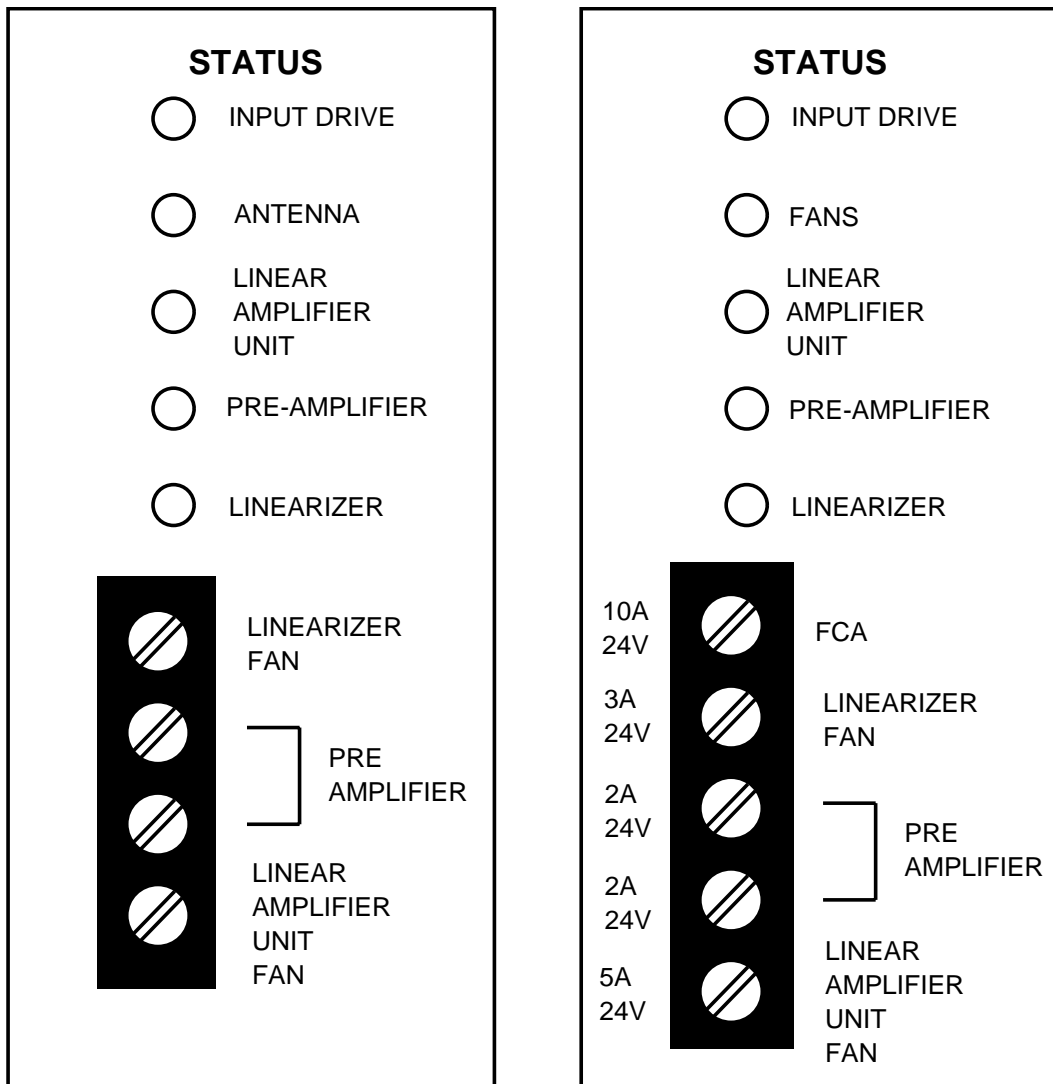 STATUS
INPUT DRIVE
ANTENNA
LINEAR
AMPLIFIER
UNIT
PRE-AMPLIFIER
LINEARIZER
LINEARIZER
FAN
PRE
AMPLIFIER
LINEAR
AMPLIFIER
UNIT
FAN
STATUS
INPUT DRIVE
FANS
LINEAR
AMPLIFIER
UNIT
PRE-AMPLIFIER
LINEARIZER
10A
24V
FCA
3A
24V
LINEARIZER
FAN
2A
24V
PRE
AMPLIFIER
2A
24V
5A
24V
LINEAR
AMPLIFIER
UNIT
FAN